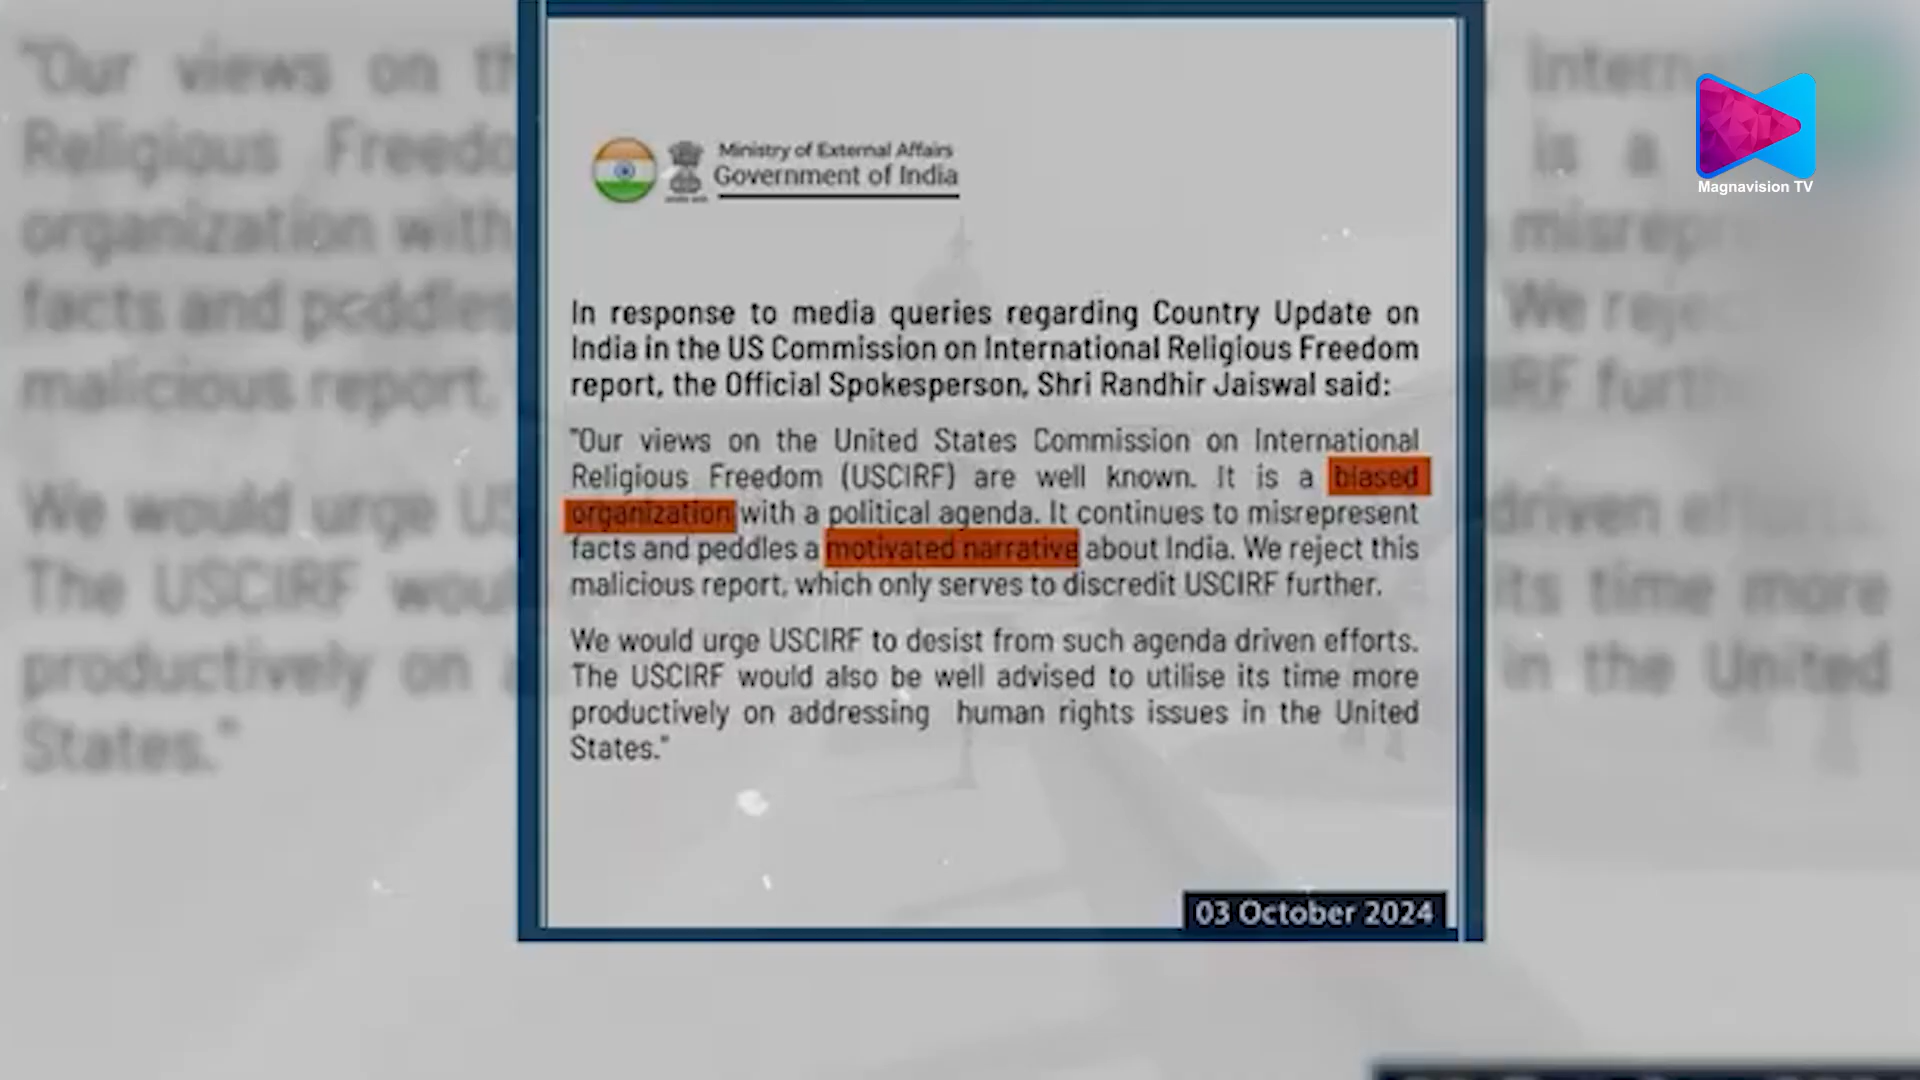 Magnavision TV
Ministry of External Affairs
Government of India
In response to media queries regarding Country Update on
India in the US Commission on International Religious Freedom
report, the Official Spokesperson, Shri Randhir Jaiswal said:
"Our views on the United States Commission on International
Religious Freedom (USCIRF) are well known. It is a biased
organization with a political agenda. It continues to misrepresent
facts and peddles a motivated narrative about India. We reject this
malicious report, which only serves to discredit USCIRF further.
We would urge USCIRF to desist from such agenda driven efforts.
The USCIRF would also be well advised to utilise its time more
productively on addressing human rights issues in the United
States."
03 October 2024